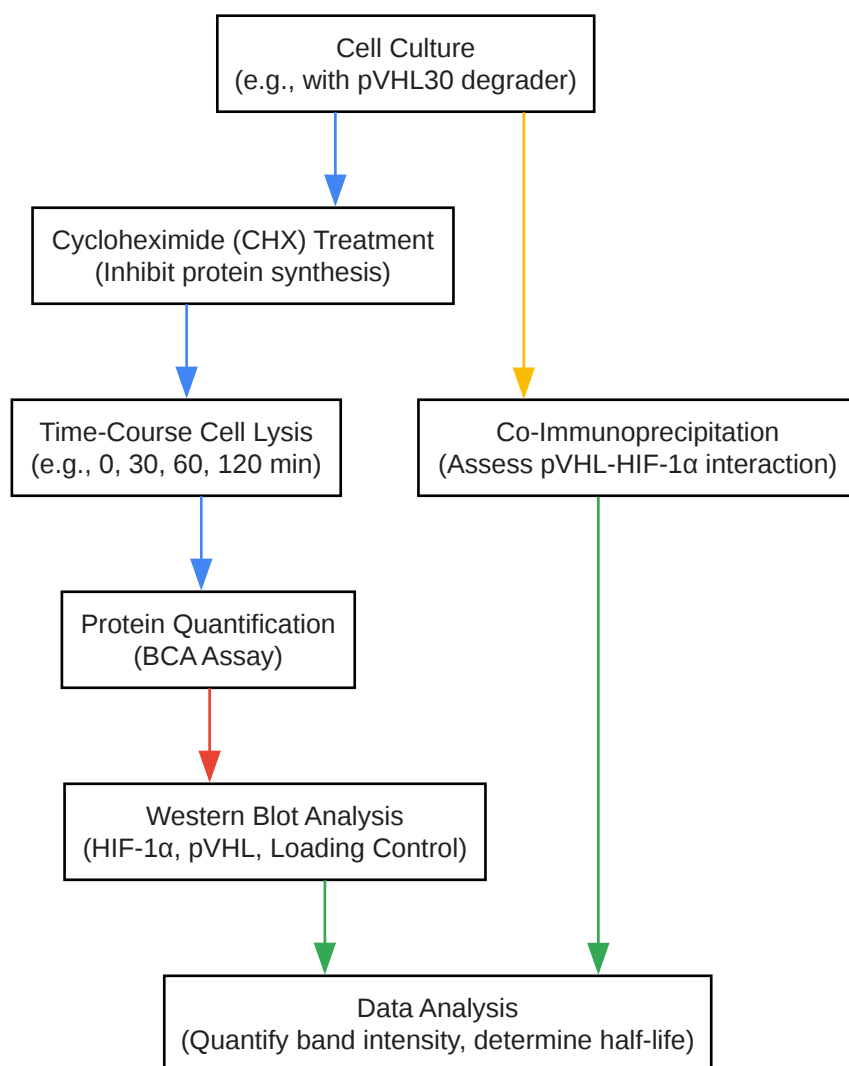 Cell Culture
(e.g., with pVHL30 degrader)
Cycloheximide (CHX) Treatment
(Inhibit protein synthesis)
Time-Course Cell Lysis
(e.g., 0, 30, 60, 120 min)
Co-Immunoprecipitation
(Assess pVHL-HIF-1α interaction)
Protein Quantification
(BCA Assay)
Western Blot Analysis
(HIF-1α, pVHL, Loading Control)
Data Analysis
(Quantify band intensity, determine half-life)